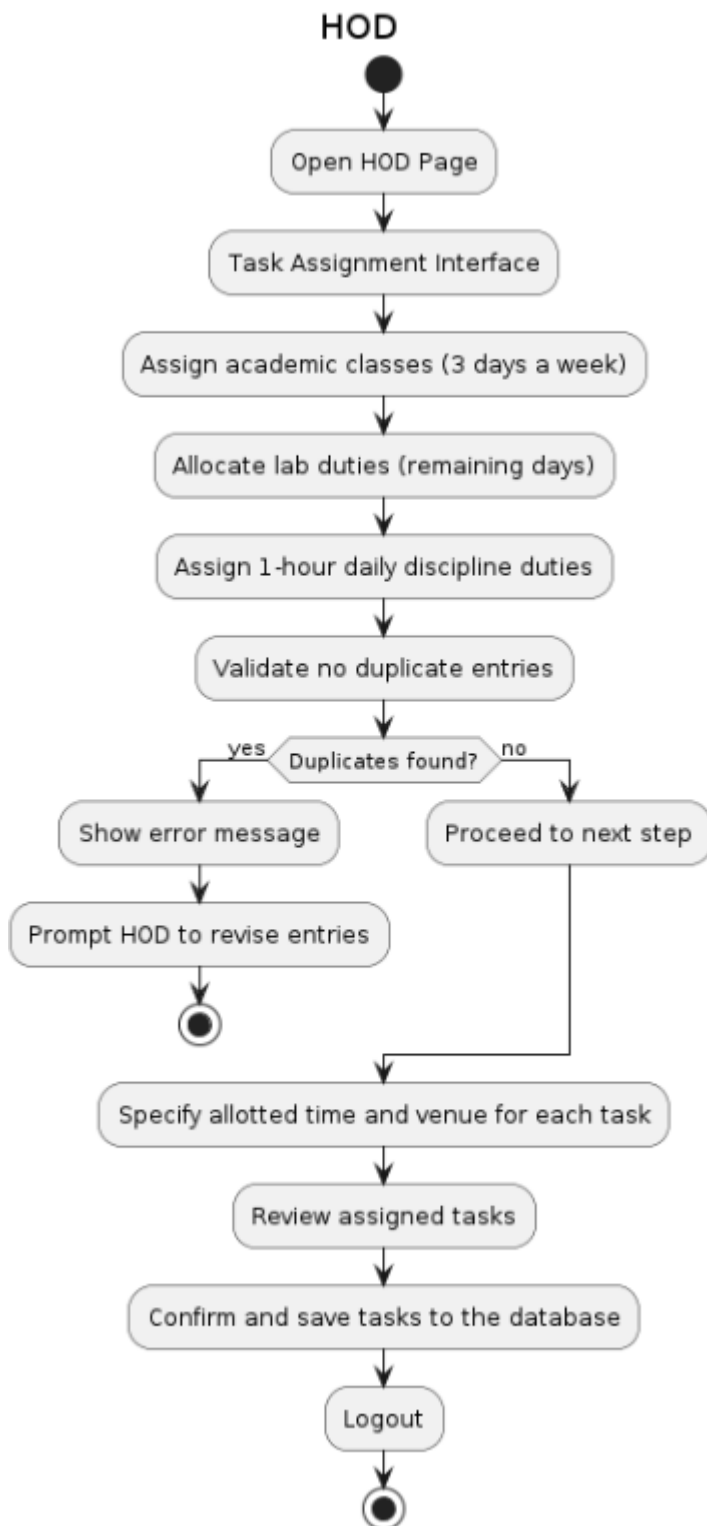 HOD
Open HOD Page
Task Assignment Interface
Assign academic classes (3 days a week)
Allocate lab duties (remaining days)
Assign 1-hour daily discipline duties
Validate no duplicate entries
yes
Duplicates found?
no
Show error message
Proceed to next step
Prompt HOD to revise entries
Specify allotted time and venue for each task
Review assigned tasks
Confirm and save tasks to the database
Logout